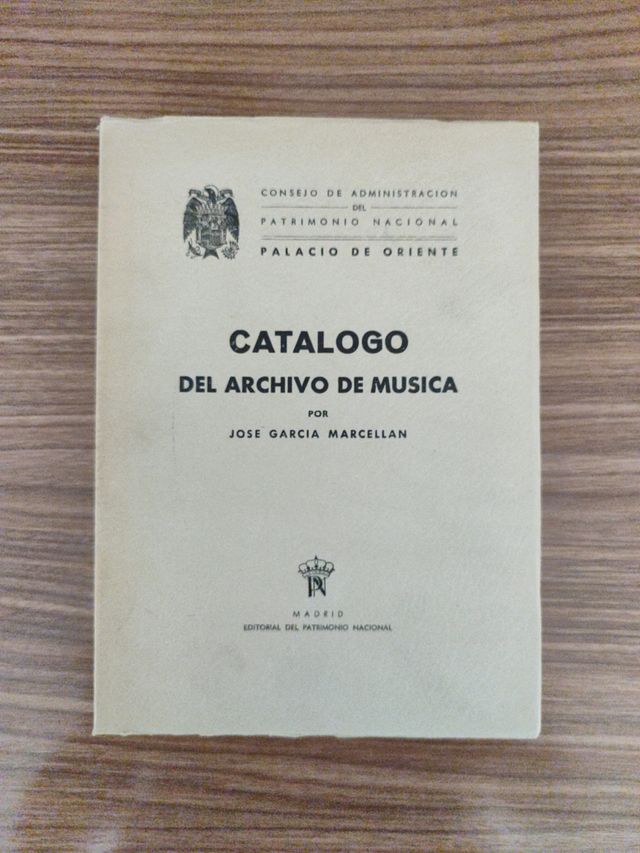 CONSEJO DE ADMINISTRACION
DEL
PATRIMONIO NACIONAL
PALACIO DE ORIENTE
CATALOGO
DEL ARCHIVO DE MUSICA
POR
JOSE GARCIA MARCELLAN
PN
MADRID
EDITORIAL DEL PATRIMONIO NACIONAL